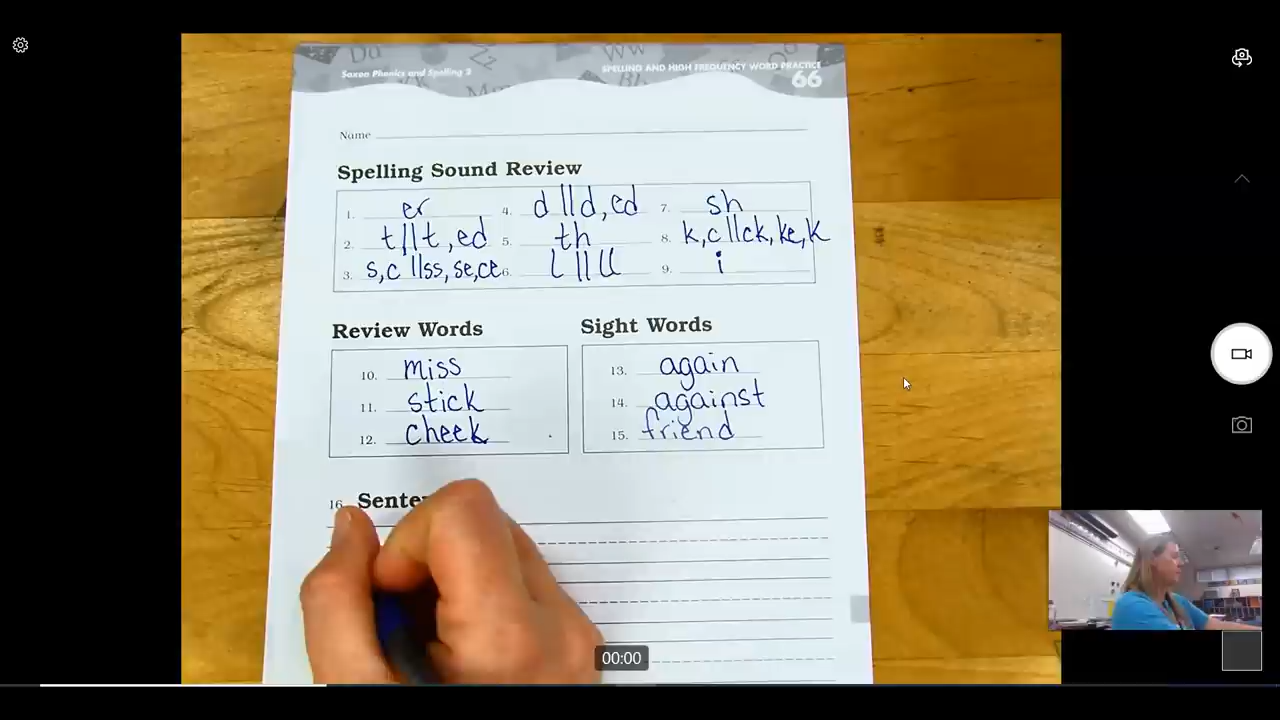 Saxon Phonics and Spelling 2
SPELLING AND HIGH FREQUENCY WORD PRACTICE
66
Name
Spelling Sound Review
1. er
4. d || d, ed
7. sh
2. t || t, ed
5. th
8. k, c || ck, ke, k
3. s, c || ss, se, ce
6. l || ll
9. i
Review Words
Sight Words
10. miss
13. again
11. stick
14. against
12. cheek
15. friend
16. Sente
00:00